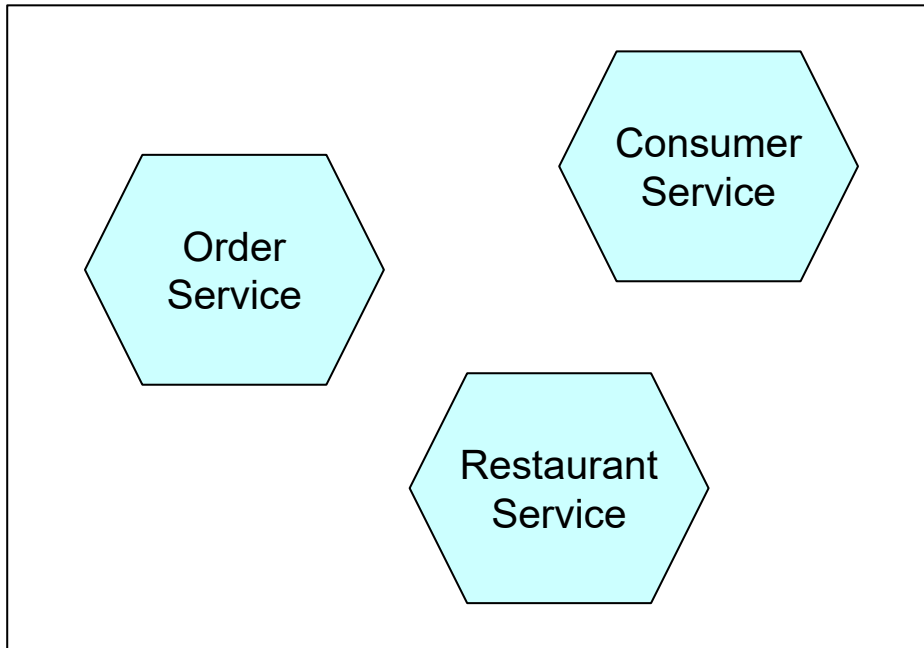 Consumer
Service
Order
Service
Restaurant
Service